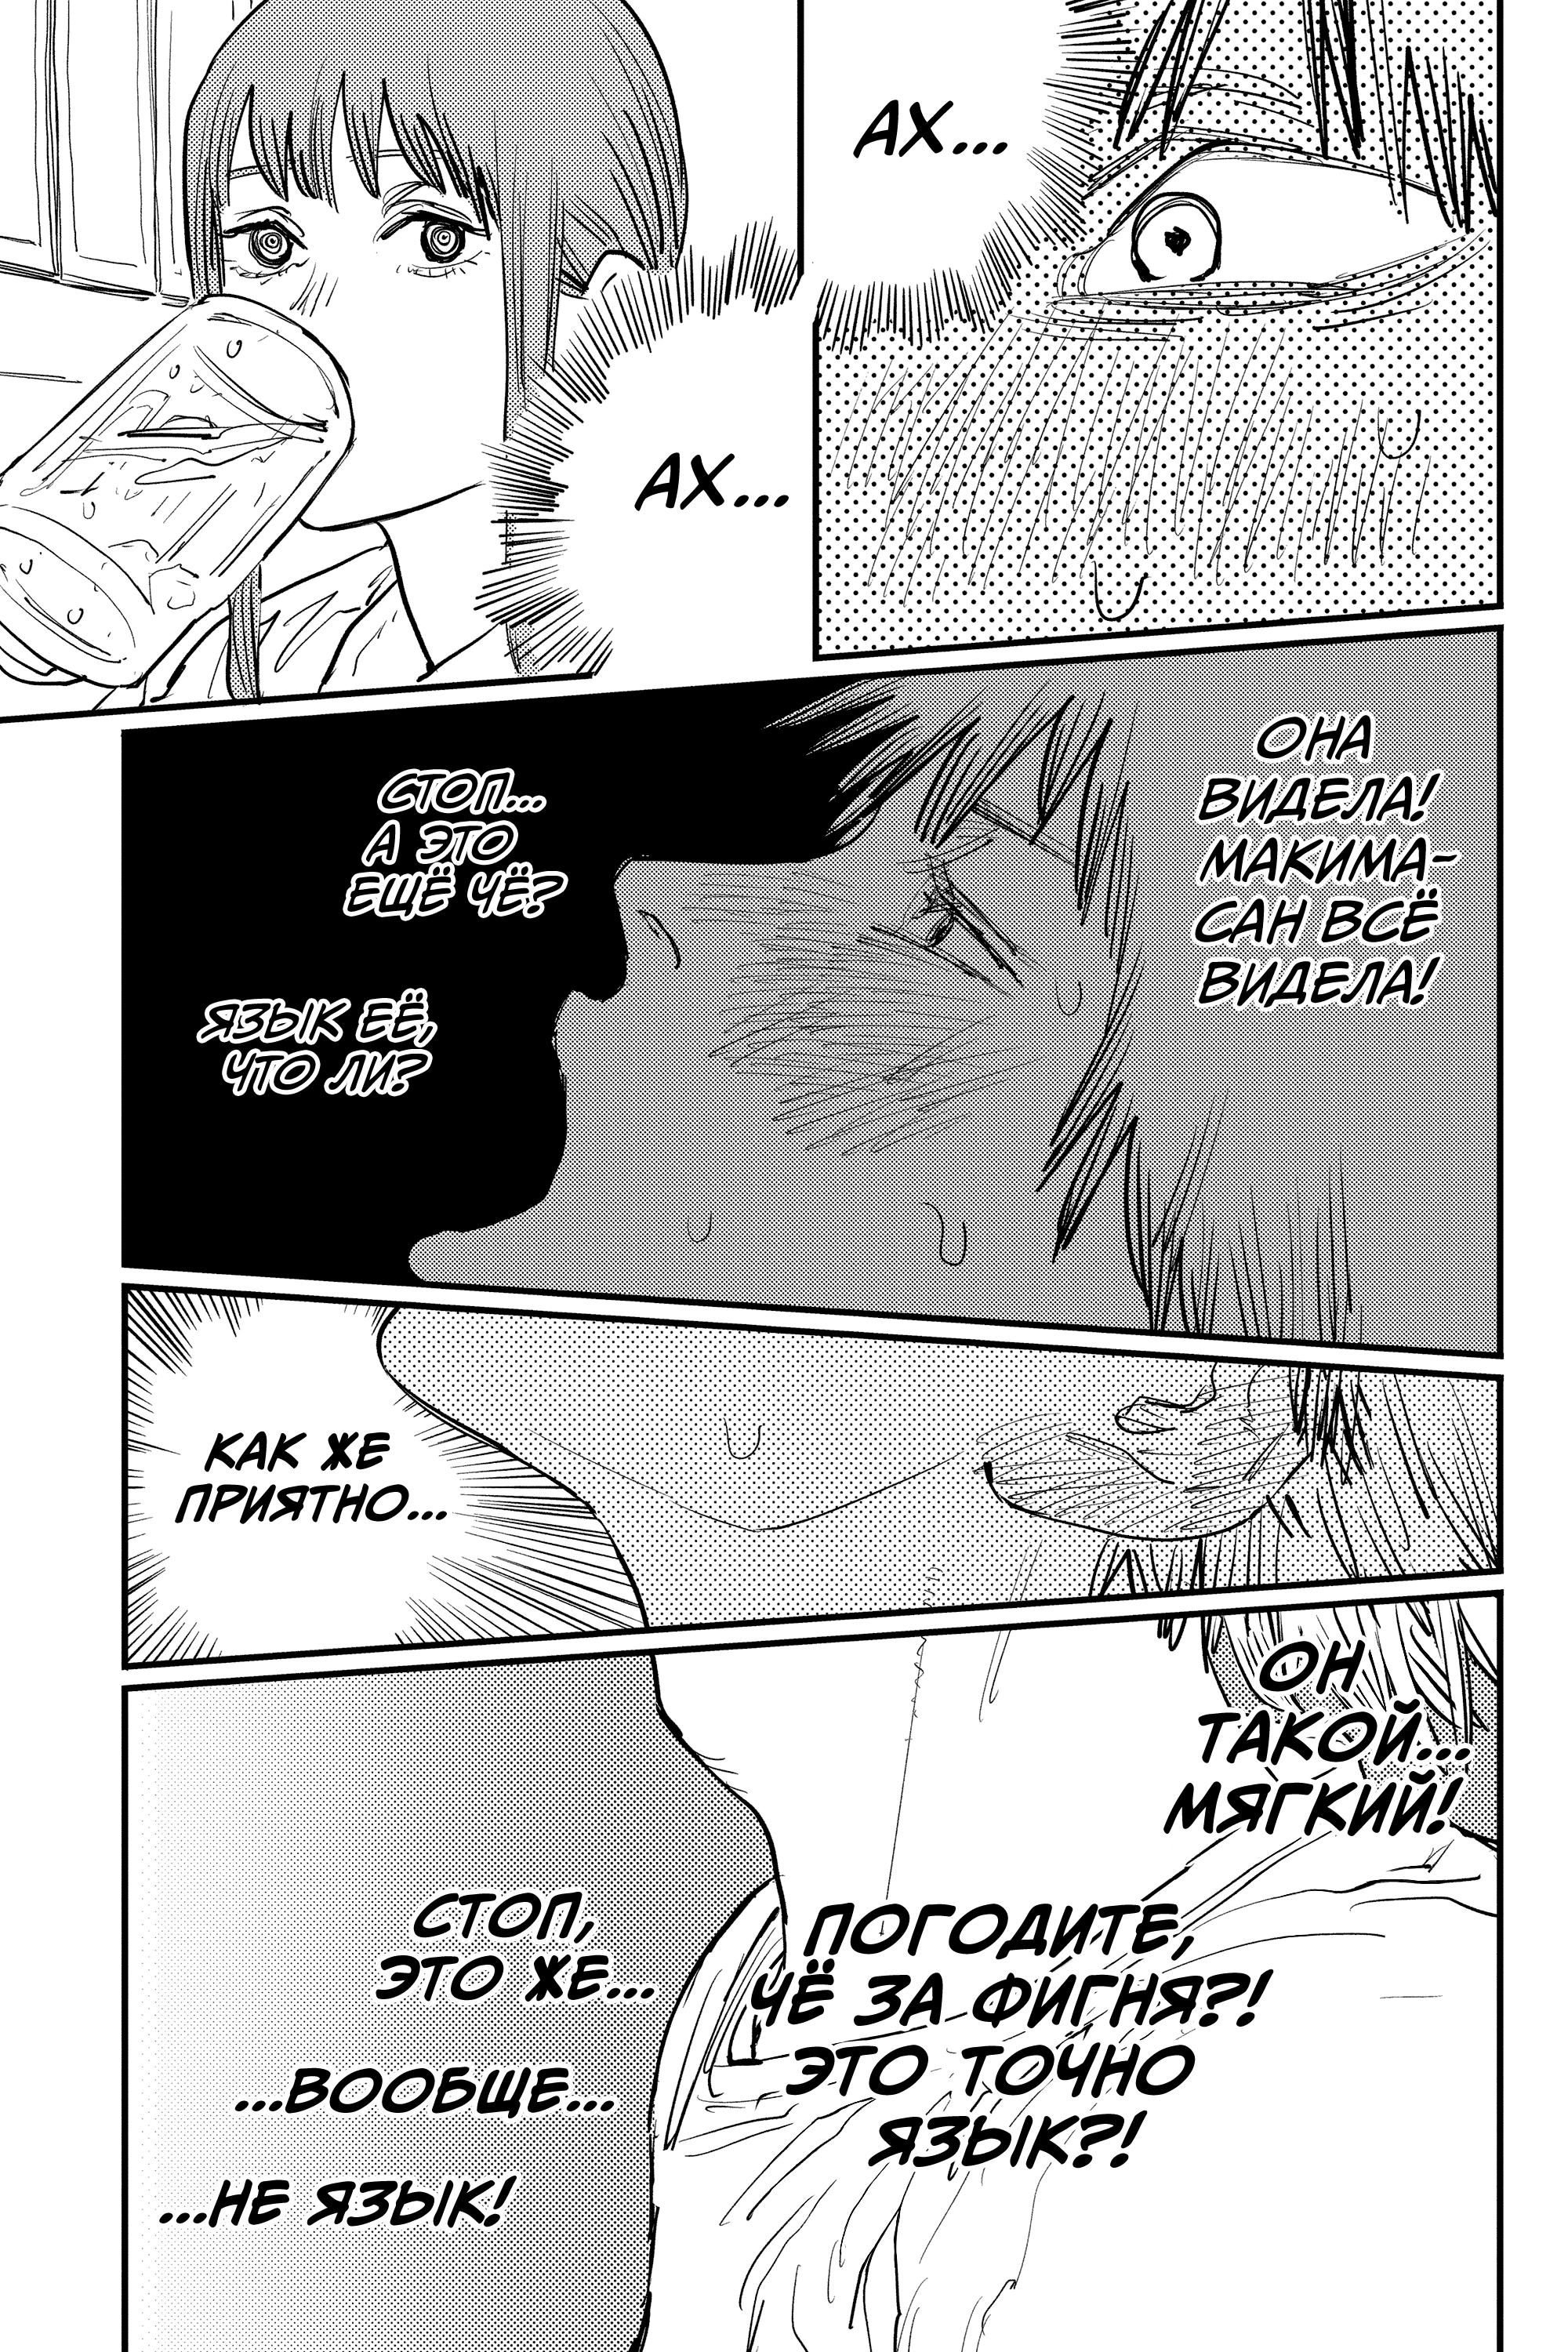 АХ...
АХ...
ОНА
ВИДЕЛА!
МАКИМА-
САН ВСЁ
ВИДЕЛА!
СТОП...
А ЭТО
ЕЩЁ ЧЁ?
ЯЗЫК ЕЁ,
ЧТО ЛИ?
КАК ЖЕ
ПРИЯТНО...
ОН
ТАКОЙ...
МЯГКИЙ!
ПОГОДИТЕ,
ЧЁ ЗА ФИГНЯ?!
ЭТО ТОЧНО
ЯЗЫК?!
СТОП,
ЭТО ЖЕ...
...ВООБЩЕ...
...НЕ ЯЗЫК!